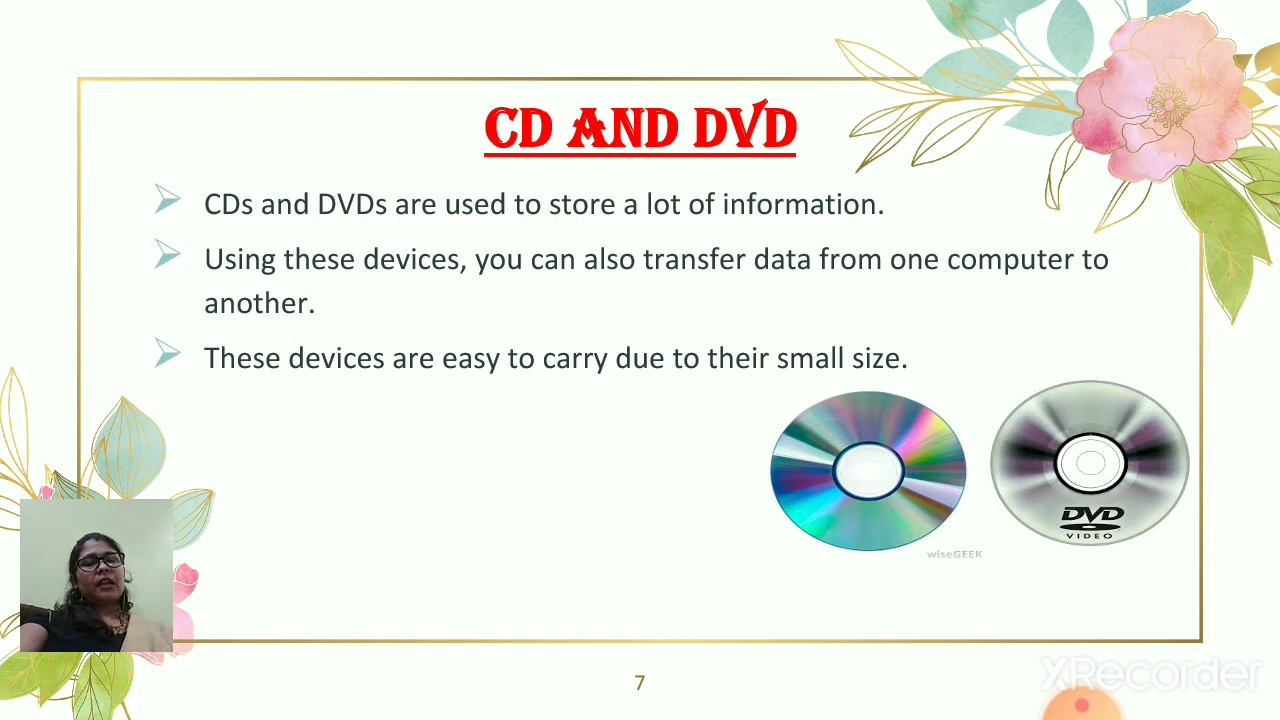 CD AND DVD
CDs and DVDs are used to store a lot of information.
Using these devices, you can also transfer data from one computer to
another.
These devices are easy to carry due to their small size.
DVD
VIDEO
wiseGEEK
7
XRecorder